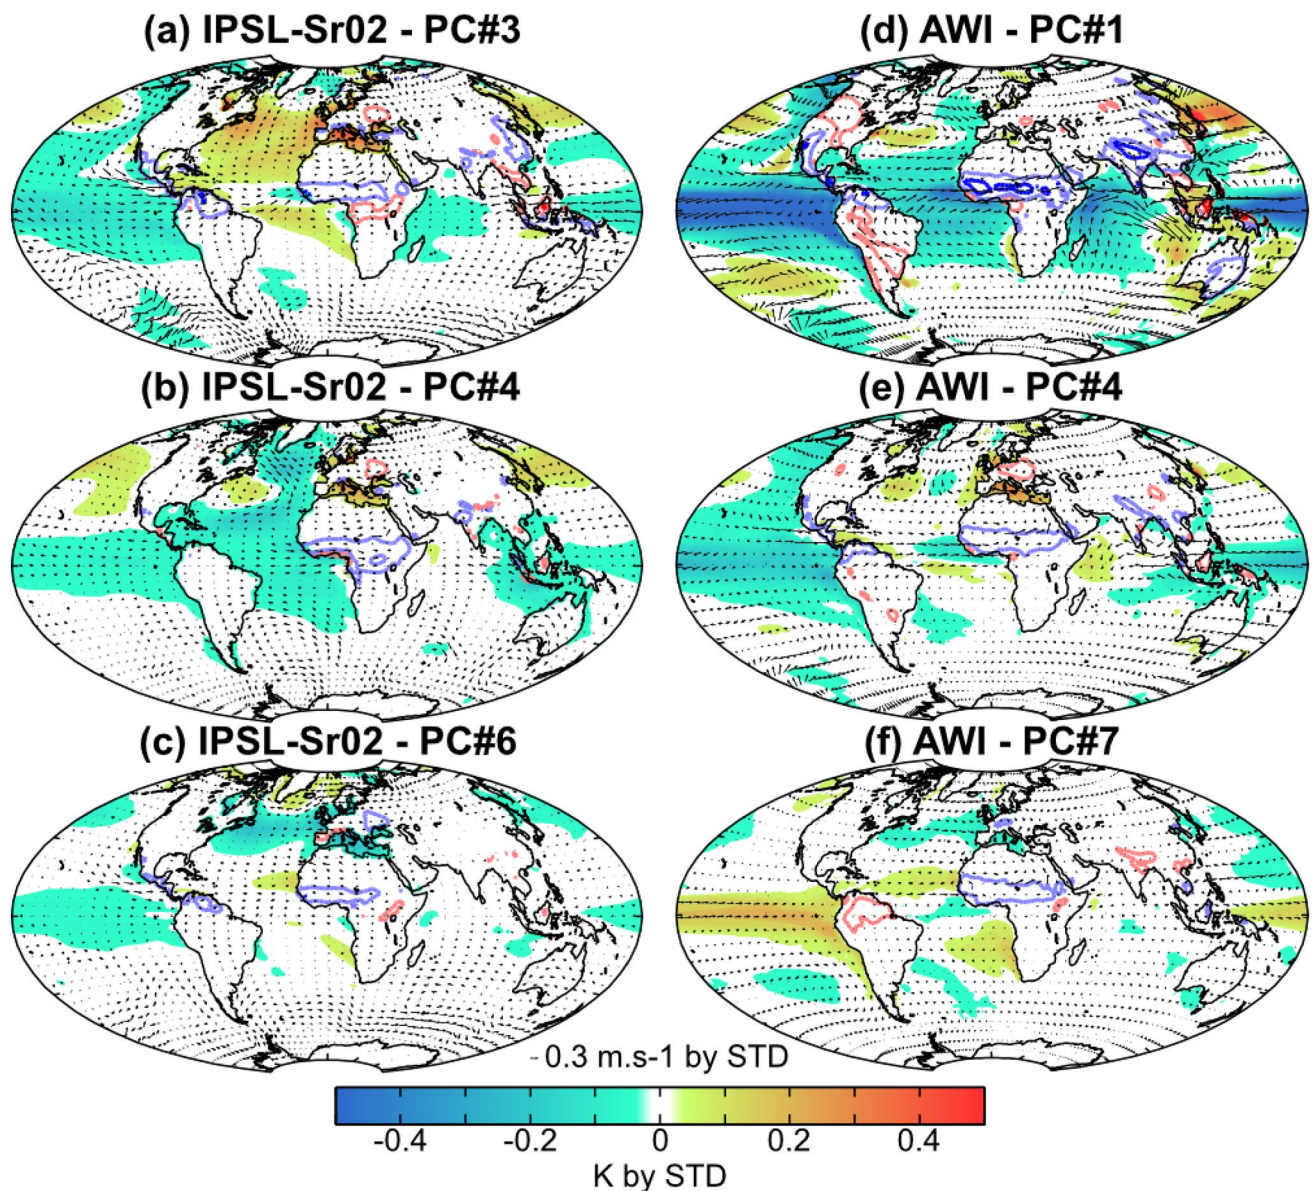 (a) IPSL-Sr02 - PC#3
(d) AWI - PC#1
(b) IPSL-Sr02 - PC#4
(e) AWI - PC#4
(c) IPSL-Sr02 - PC#6
(f) AWI - PC#7
0.3 m.s-1 by STD
-0.4 -0.2 0 0.2 0.4
K by STD